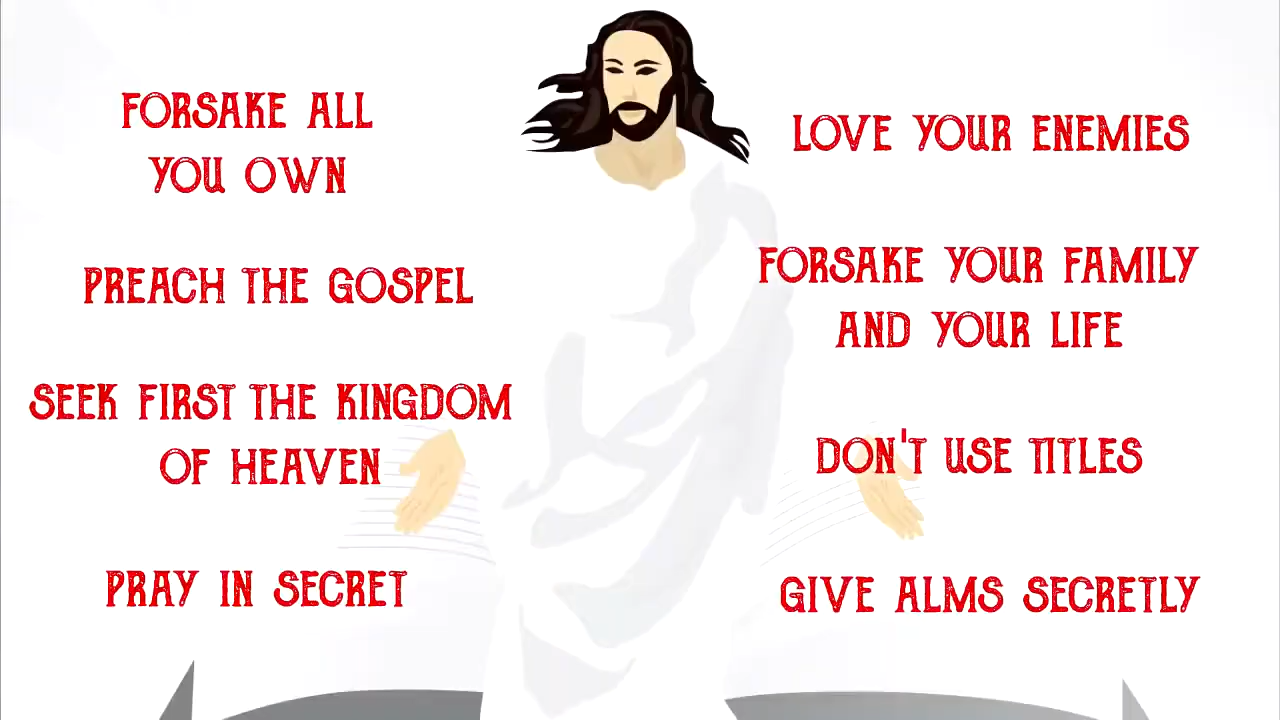 FORSAKE ALL
YOU OWN
PREACH THE GOSPEL
SEEK FIRST THE KINGDOM
OF HEAVEN
PRAY IN SECRET
LOVE YOUR ENEMIES
FORSAKE YOUR FAMILY
AND YOUR LIFE
DON'T USE TITLES
GIVE ALMS SECRETLY